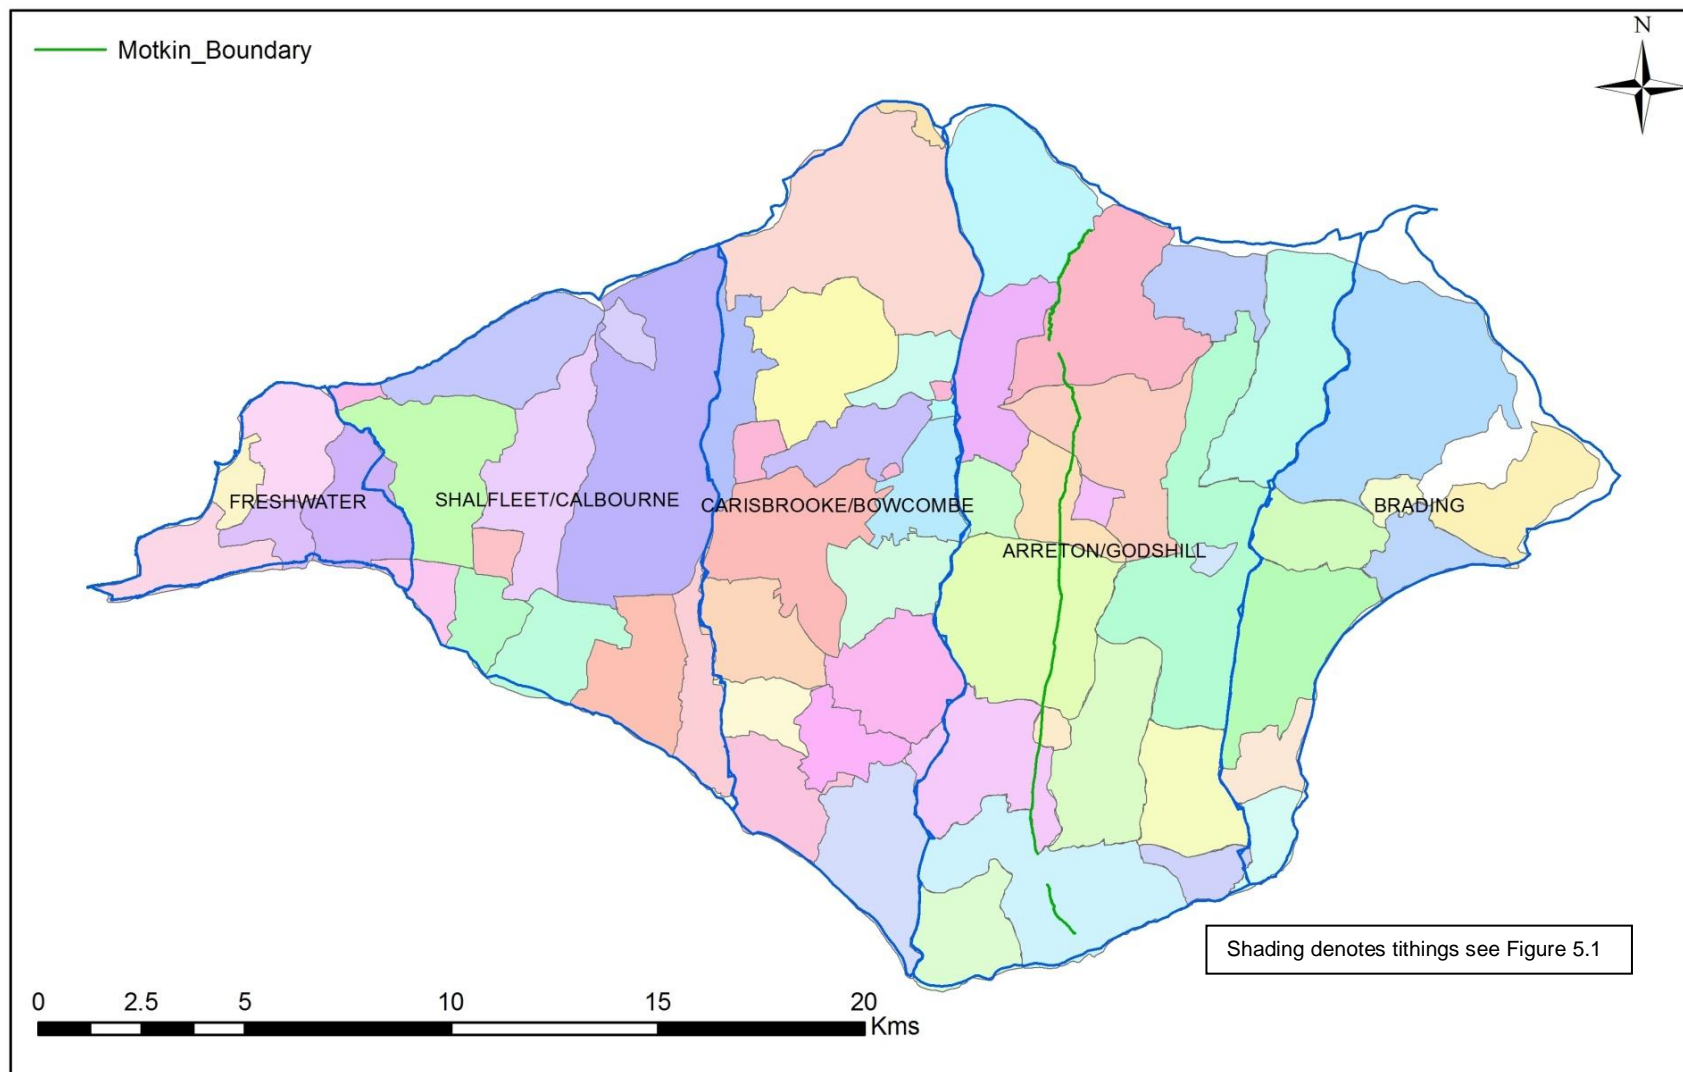 N
Motkin_Boundary
FRESHWATER
SHALFLEET/CALBOURNE
CARISBROOKE/BOWCOMBE
BRADING
ARRETON/GODSHILL
Shading denotes tithings see Figure 5.1
0 2.5 5 10 15 20
Kms